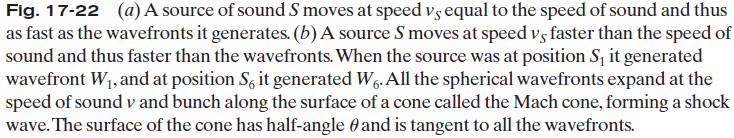 Fig. 17-22 (a) A source of sound S moves at speed vS equal to the speed of sound and thus
as fast as the wavefronts it generates. (b) A source S moves at speed vS faster than the speed of
sound and thus faster than the wavefronts. When the source was at position S1 it generated
wavefront W1, and at position S6 it generated W6. All the spherical wavefronts expand at the
speed of sound v and bunch along the surface of a cone called the Mach cone, forming a shock
wave. The surface of the cone has half-angle θ and is tangent to all the wavefronts.